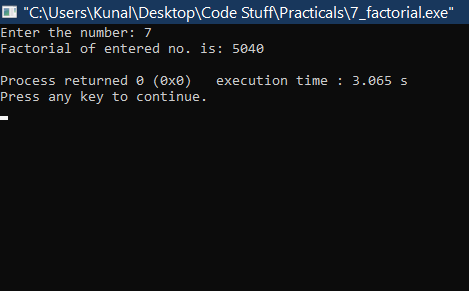 "C:\Users\Kunal\Desktop\Code Stuff\Practicals\7_factorial.exe"
Enter the number: 7
Factorial of entered no. is: 5040
Process returned 0 (0x0)   execution time : 3.065 s
Press any key to continue.